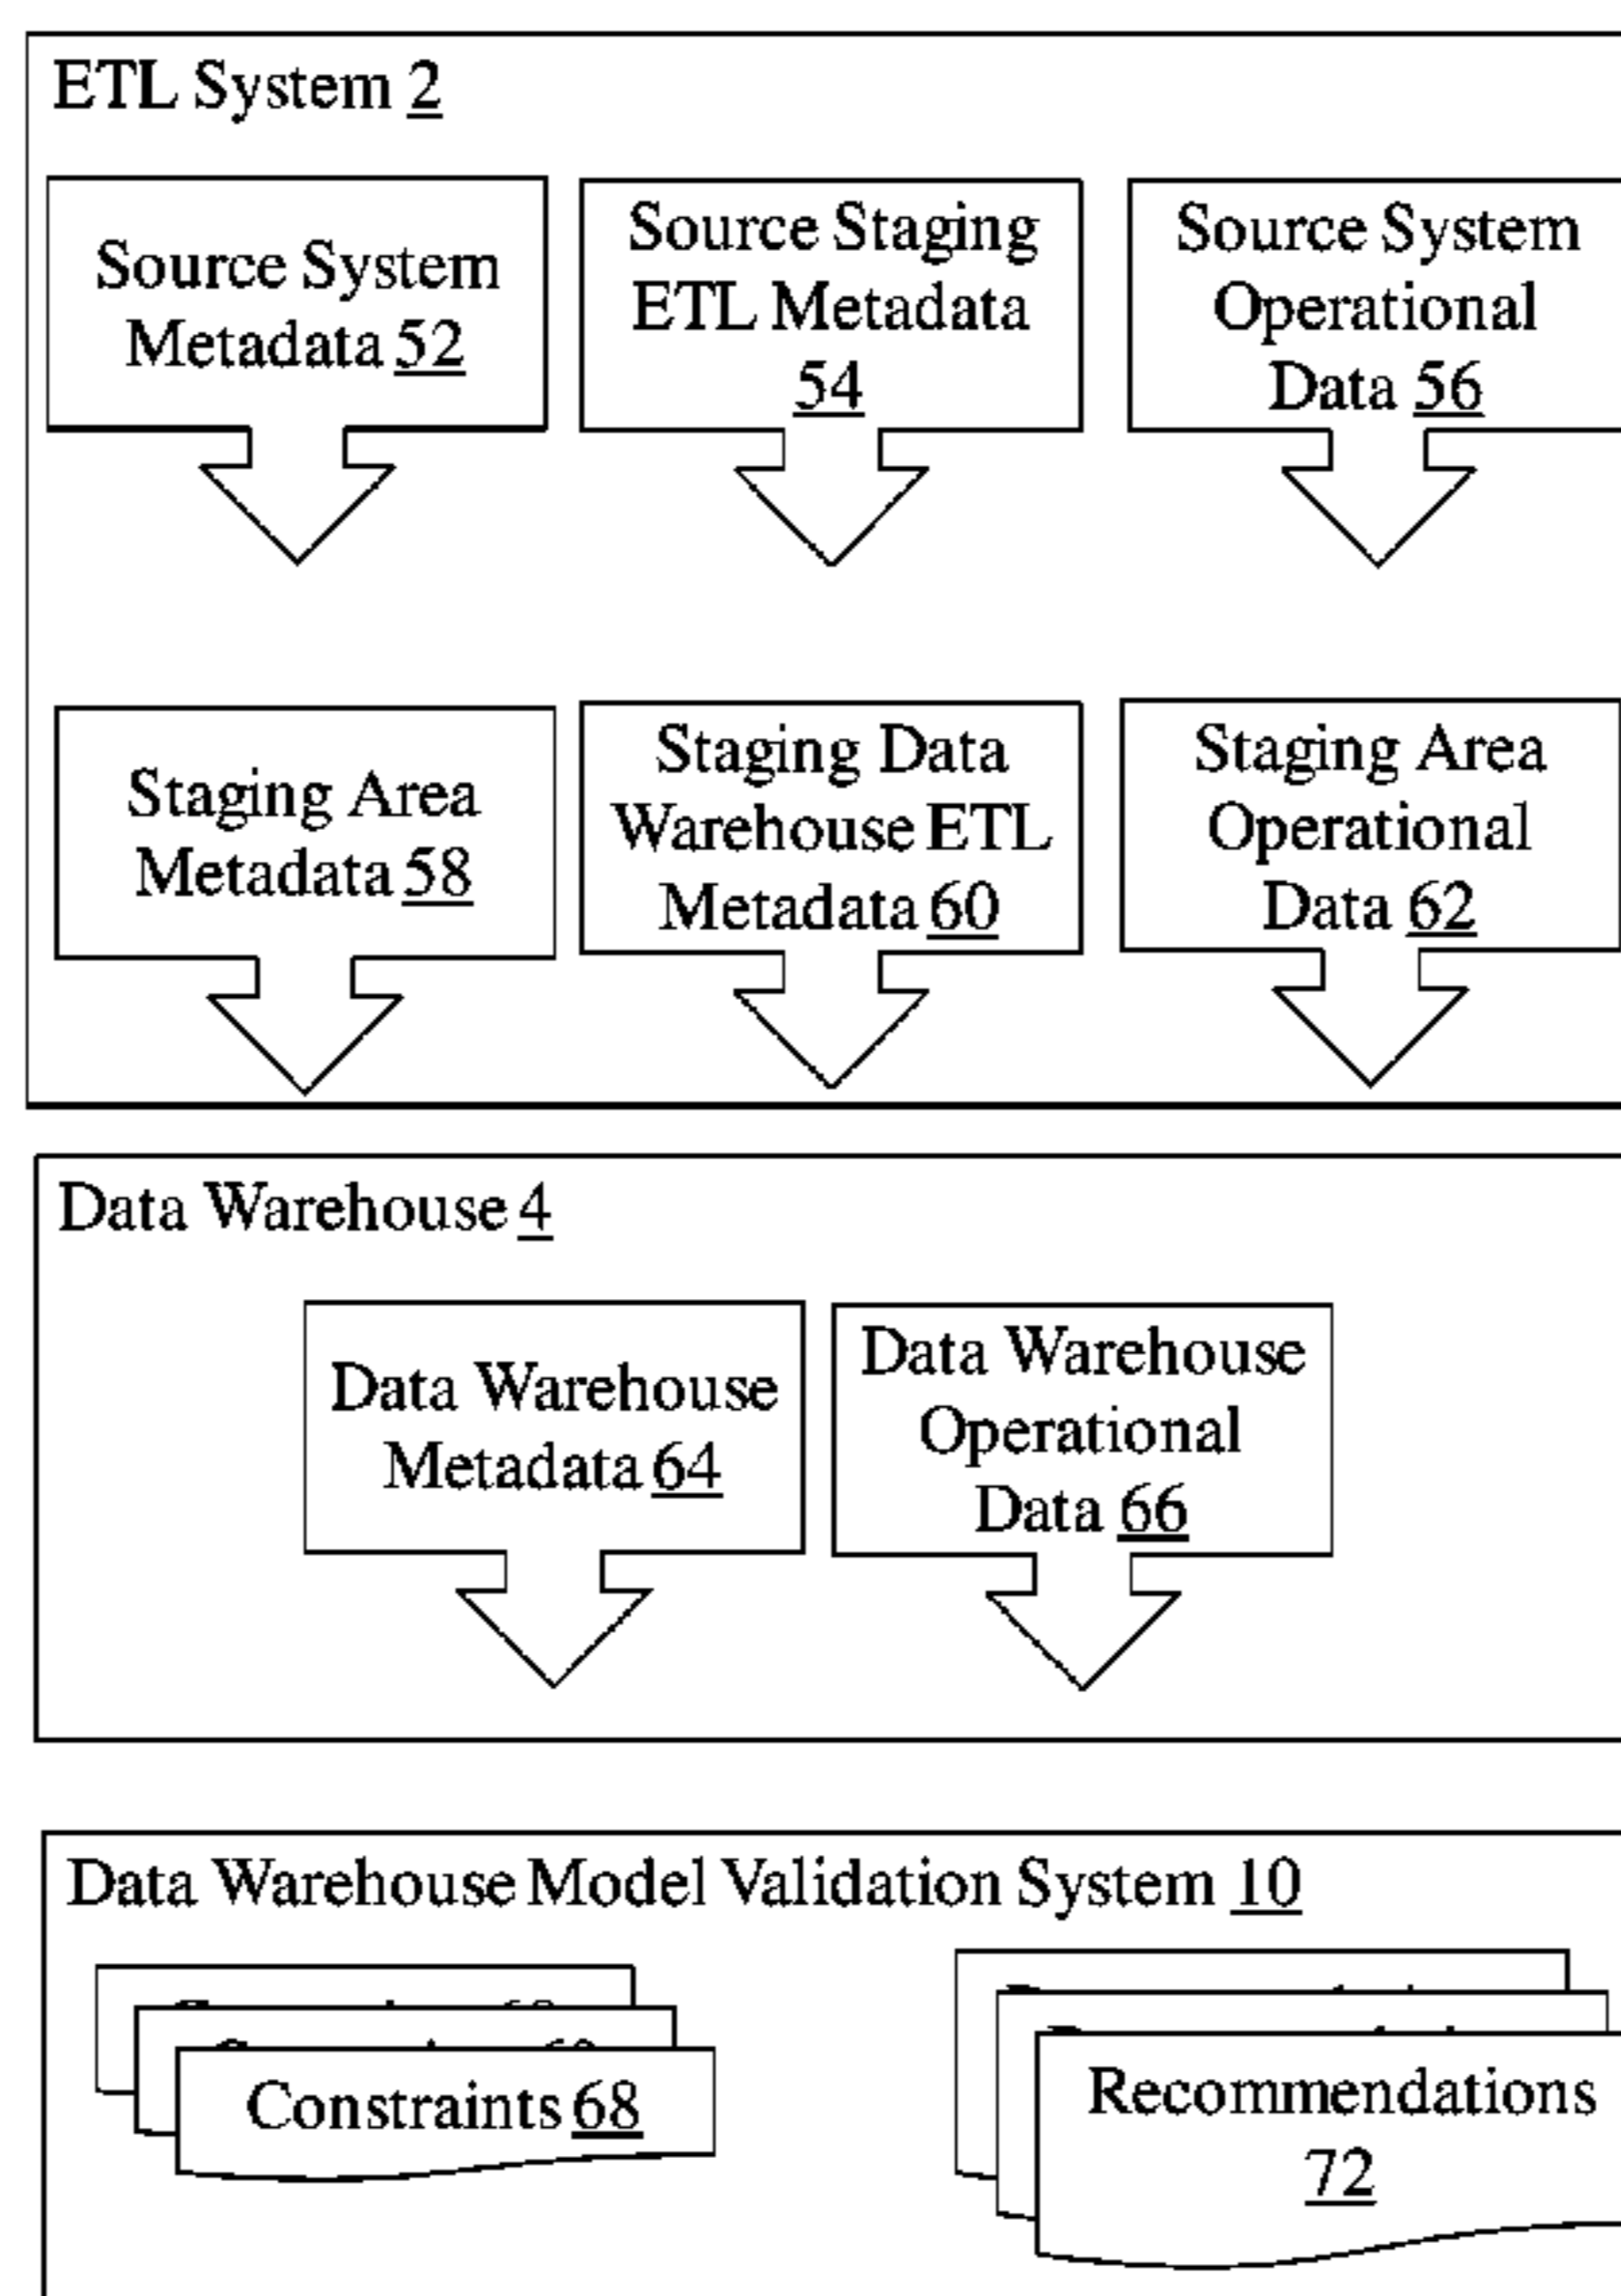 ETL System 2
Source System
Metadata 52
Source Staging
ETL Metadata
54
Source System
Operational
Data 56
Staging Area
Metadata 58
Staging Data
Warehouse ETL
Metadata 60
Staging Area
Operational
Data 62
Data Warehouse 4
Data Warehouse
Metadata 64
Data Warehouse
Operational
Data 66
Data Warehouse Model Validation System 10
Constraints 68
Recommendations
72